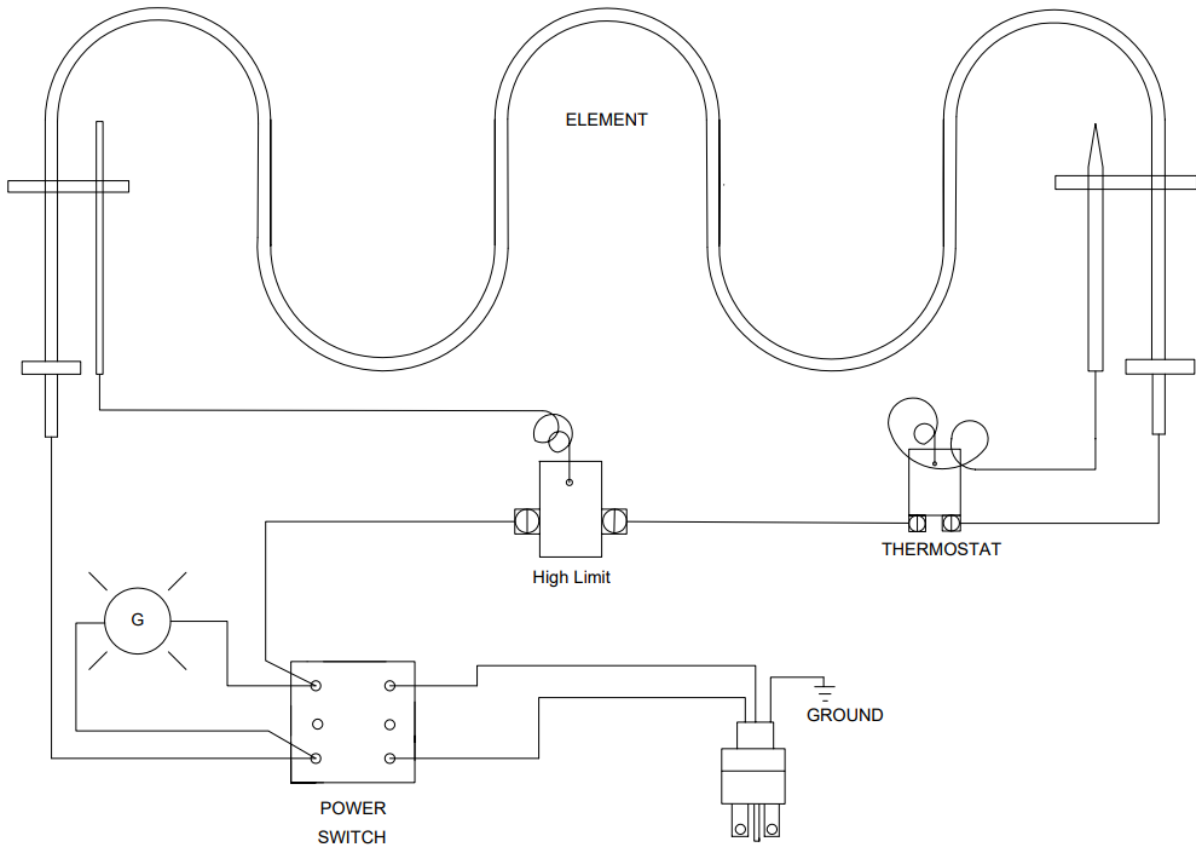 ELEMENT
THERMOSTAT
High Limit
G
GROUND
POWER
SWITCH